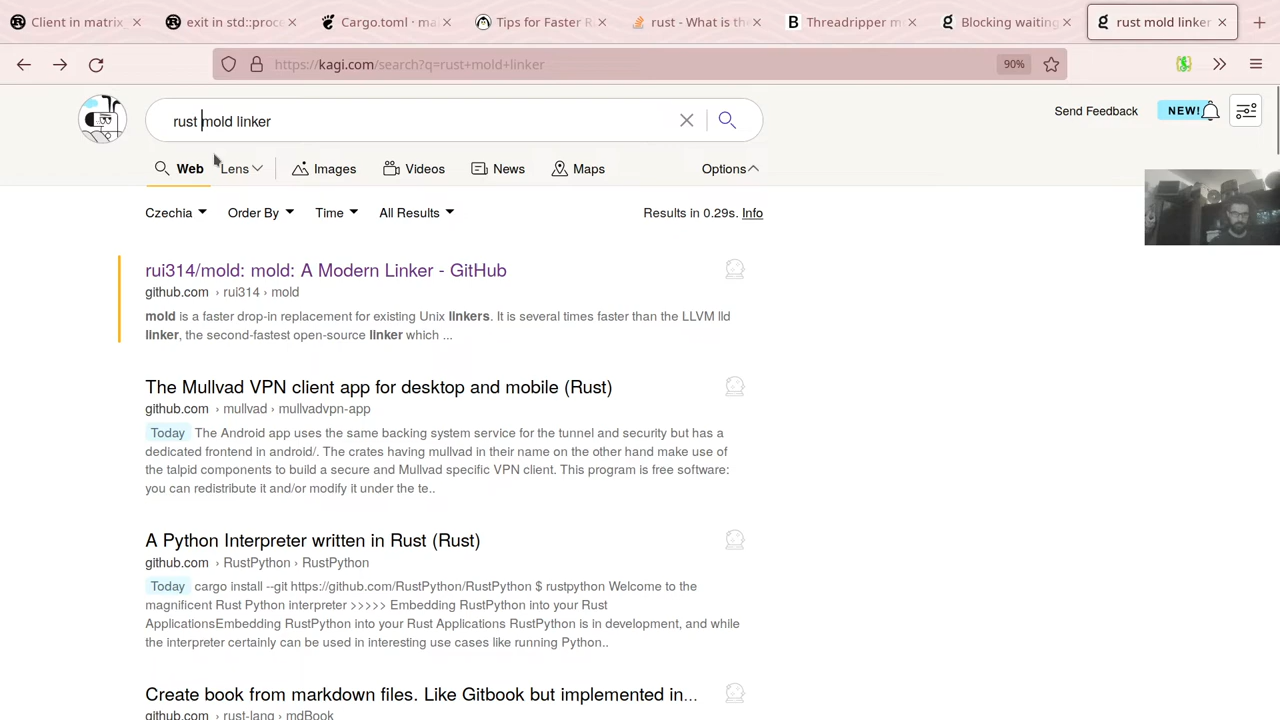 Client in matrix
exit in std::proc
Cargo.toml - ma
Tips for Faster R
rust - What is the
Threadripper m
Blocking waiting
rust mold linker
https://kagi.com/search?q=rust+mold+linker
90%
rust mold linker
Send Feedback
NEW!
Web
Lens
Images
Videos
News
Maps
Options
Czechia
Order By
Time
All Results
Results in 0.29s. Info
rui314/mold: mold: A Modern Linker - GitHub
github.com › rui314 › mold
mold is a faster drop-in replacement for existing Unix linkers. It is several times faster than the LLVM lld
linker, the second-fastest open-source linker which ...
The Mullvad VPN client app for desktop and mobile (Rust)
github.com › mullvad › mullvadvpn-app
Today The Android app uses the same backing system service for the tunnel and security but has a
dedicated frontend in android/. The crates having mullvad in their name on the other hand make use of
the talpid components to build a secure and Mullvad specific VPN client. This program is free software:
you can redistribute it and/or modify it under the te..
A Python Interpreter written in Rust (Rust)
github.com › RustPython › RustPython
Today cargo install --git https://github.com/RustPython/RustPython $ rustpython Welcome to the
magnificent Rust Python interpreter >>>>> Embedding RustPython into your Rust
ApplicationsEmbedding RustPython into your Rust Applications RustPython is in development, and while
the interpreter certainly can be used in interesting use cases like running Python..
Create book from markdown files. Like Gitbook but implemented in...
github.com › rust-lang › mdBook